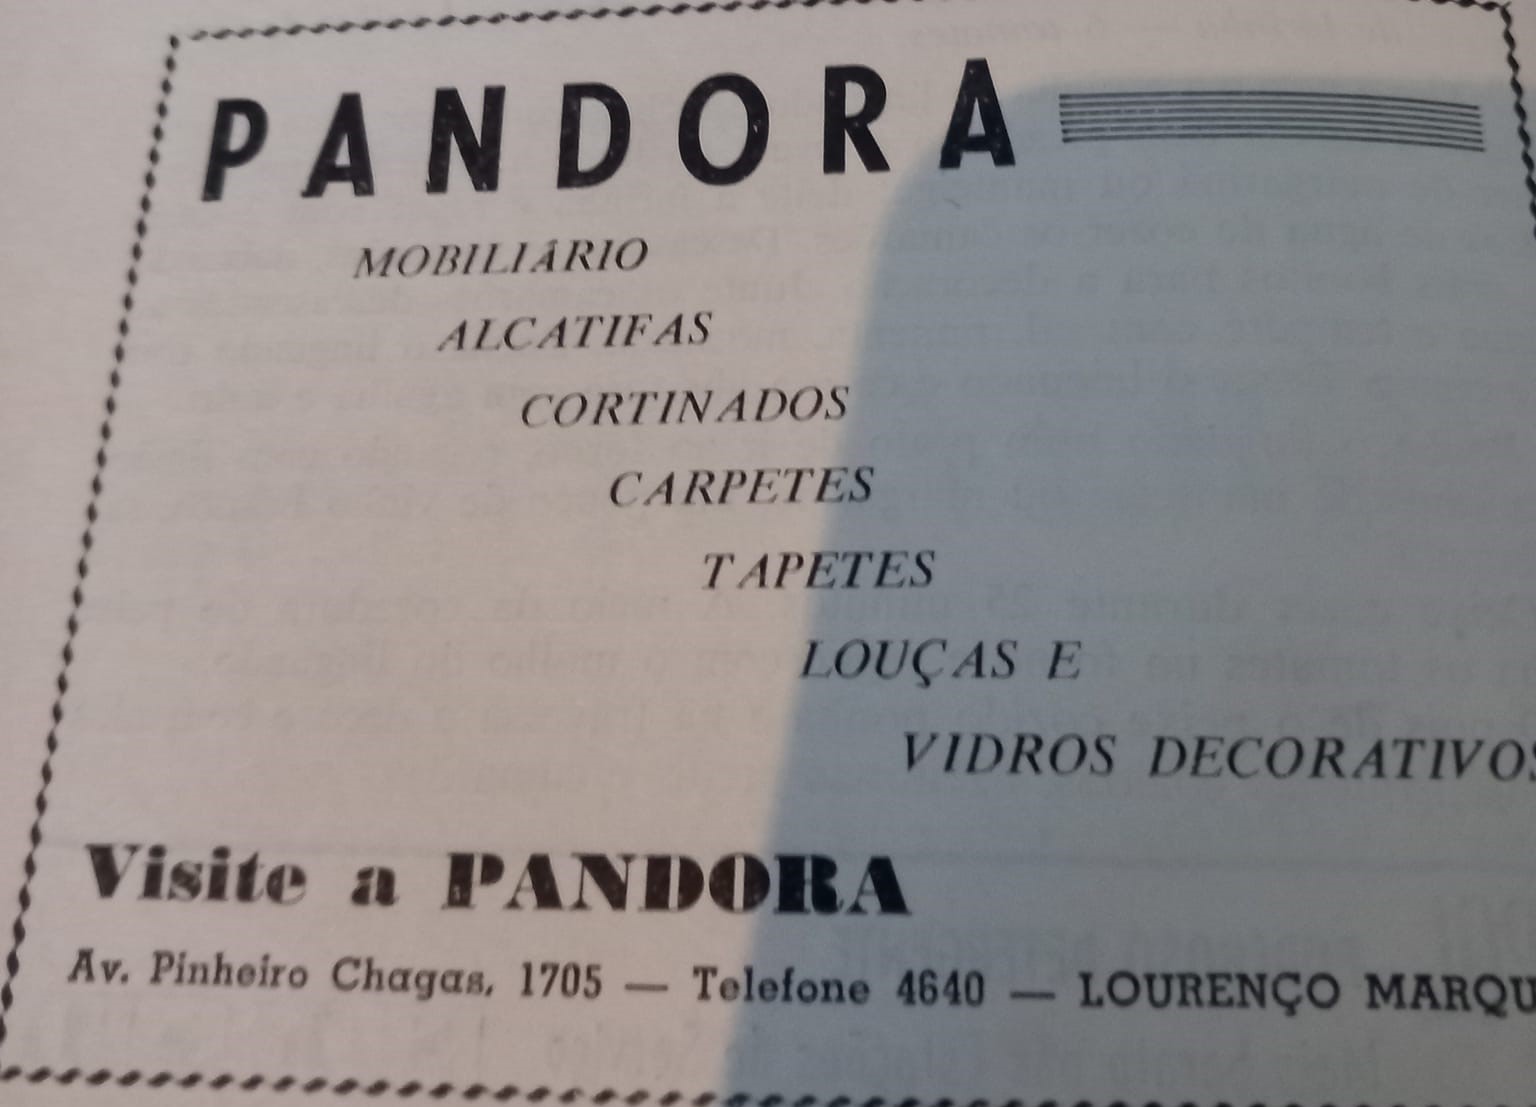 PANDORA
MOBILIÁRIO
ALCATIFAS
CORTINADOS
CARPETES
TAPETES
LOUÇAS E
VIDROS DECORATIVOS
Visite a PANDORA
Av. Pinheiro Chagas, 1705 — Telefone 4640 — LOURENÇO MARQU